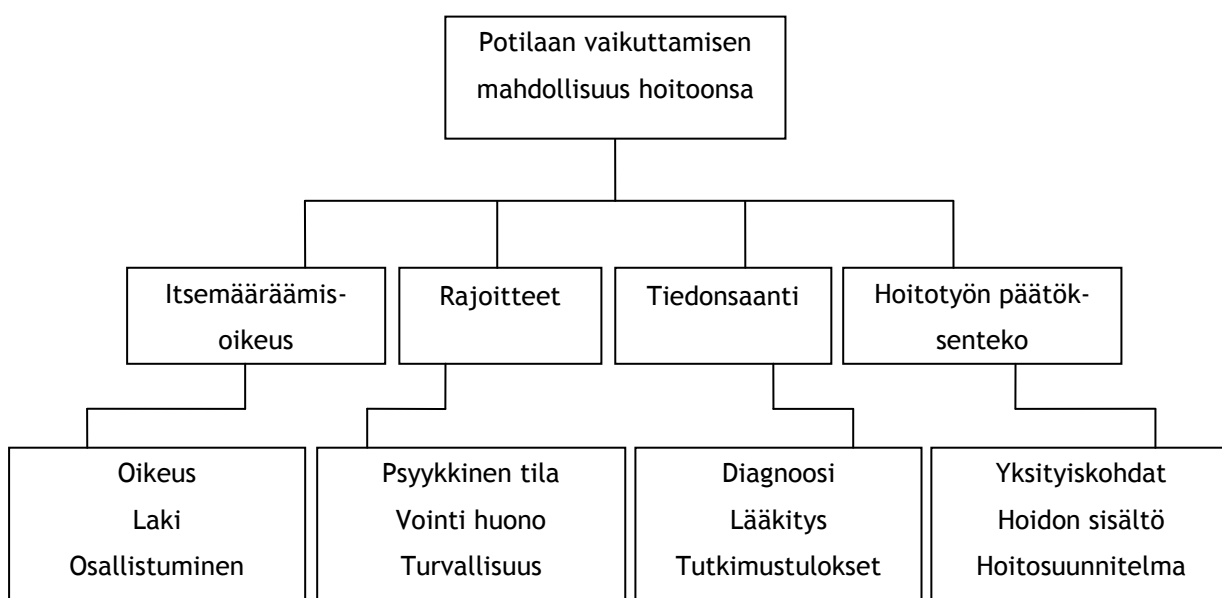 Potilaan vaikuttamisen
mahdollisuus hoitoonsa
Itsemääräämis-
oikeus
Rajoitteet
Tiedonsaanti
Hoitotyön päätök-
senteko
Oikeus
Laki
Osallistuminen
Psyykkinen tila
Vointi huono
Turvallisuus
Diagnoosi
Lääkitys
Tutkimustulokset
Yksityiskohdat
Hoidon sisältö
Hoitosuunnitelma